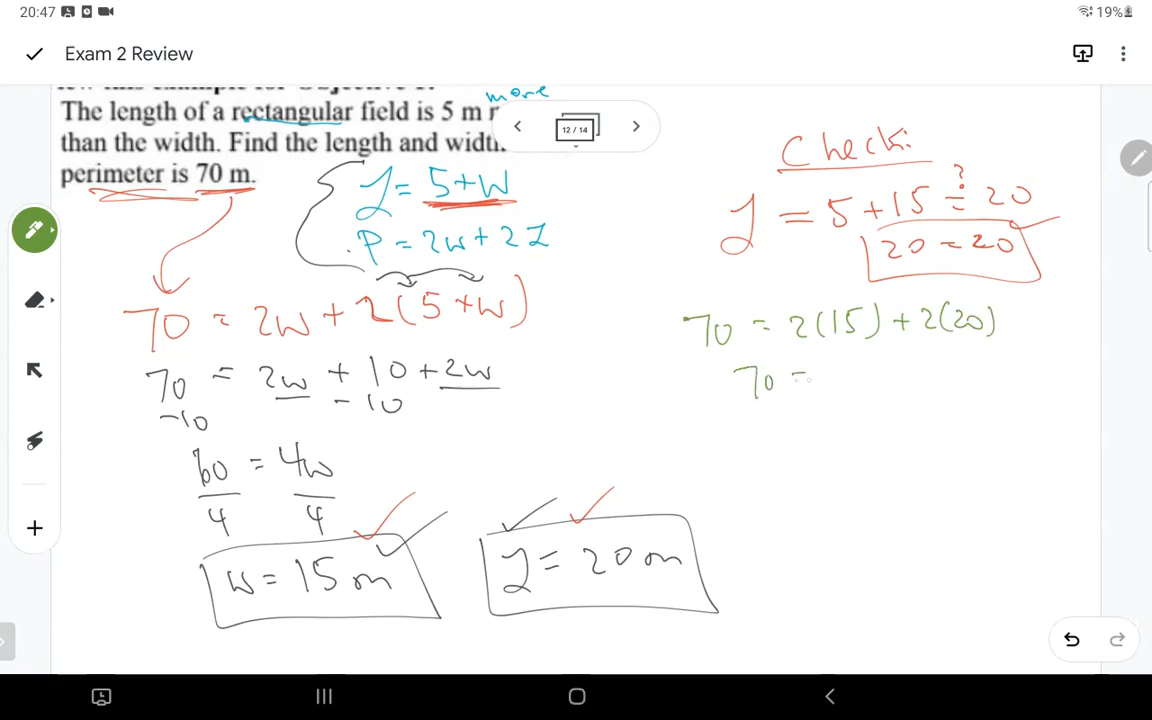 20:47
19%
Exam 2 Review
The length of a rectangular field is 5 m
more
than the width. Find the length and width
perimeter is 70 m.
12 / 14
L = 5+w
P = 2w + 2L
70 = 2w + 2(5+w)
70 = 2w + 10 + 2w
-10 -10
60 = 4w
4 4
w = 15 m
L = 20 m
Check:
L = 5+15 ?= 20
20 = 20
70 = 2(15) + 2(20)
70 =